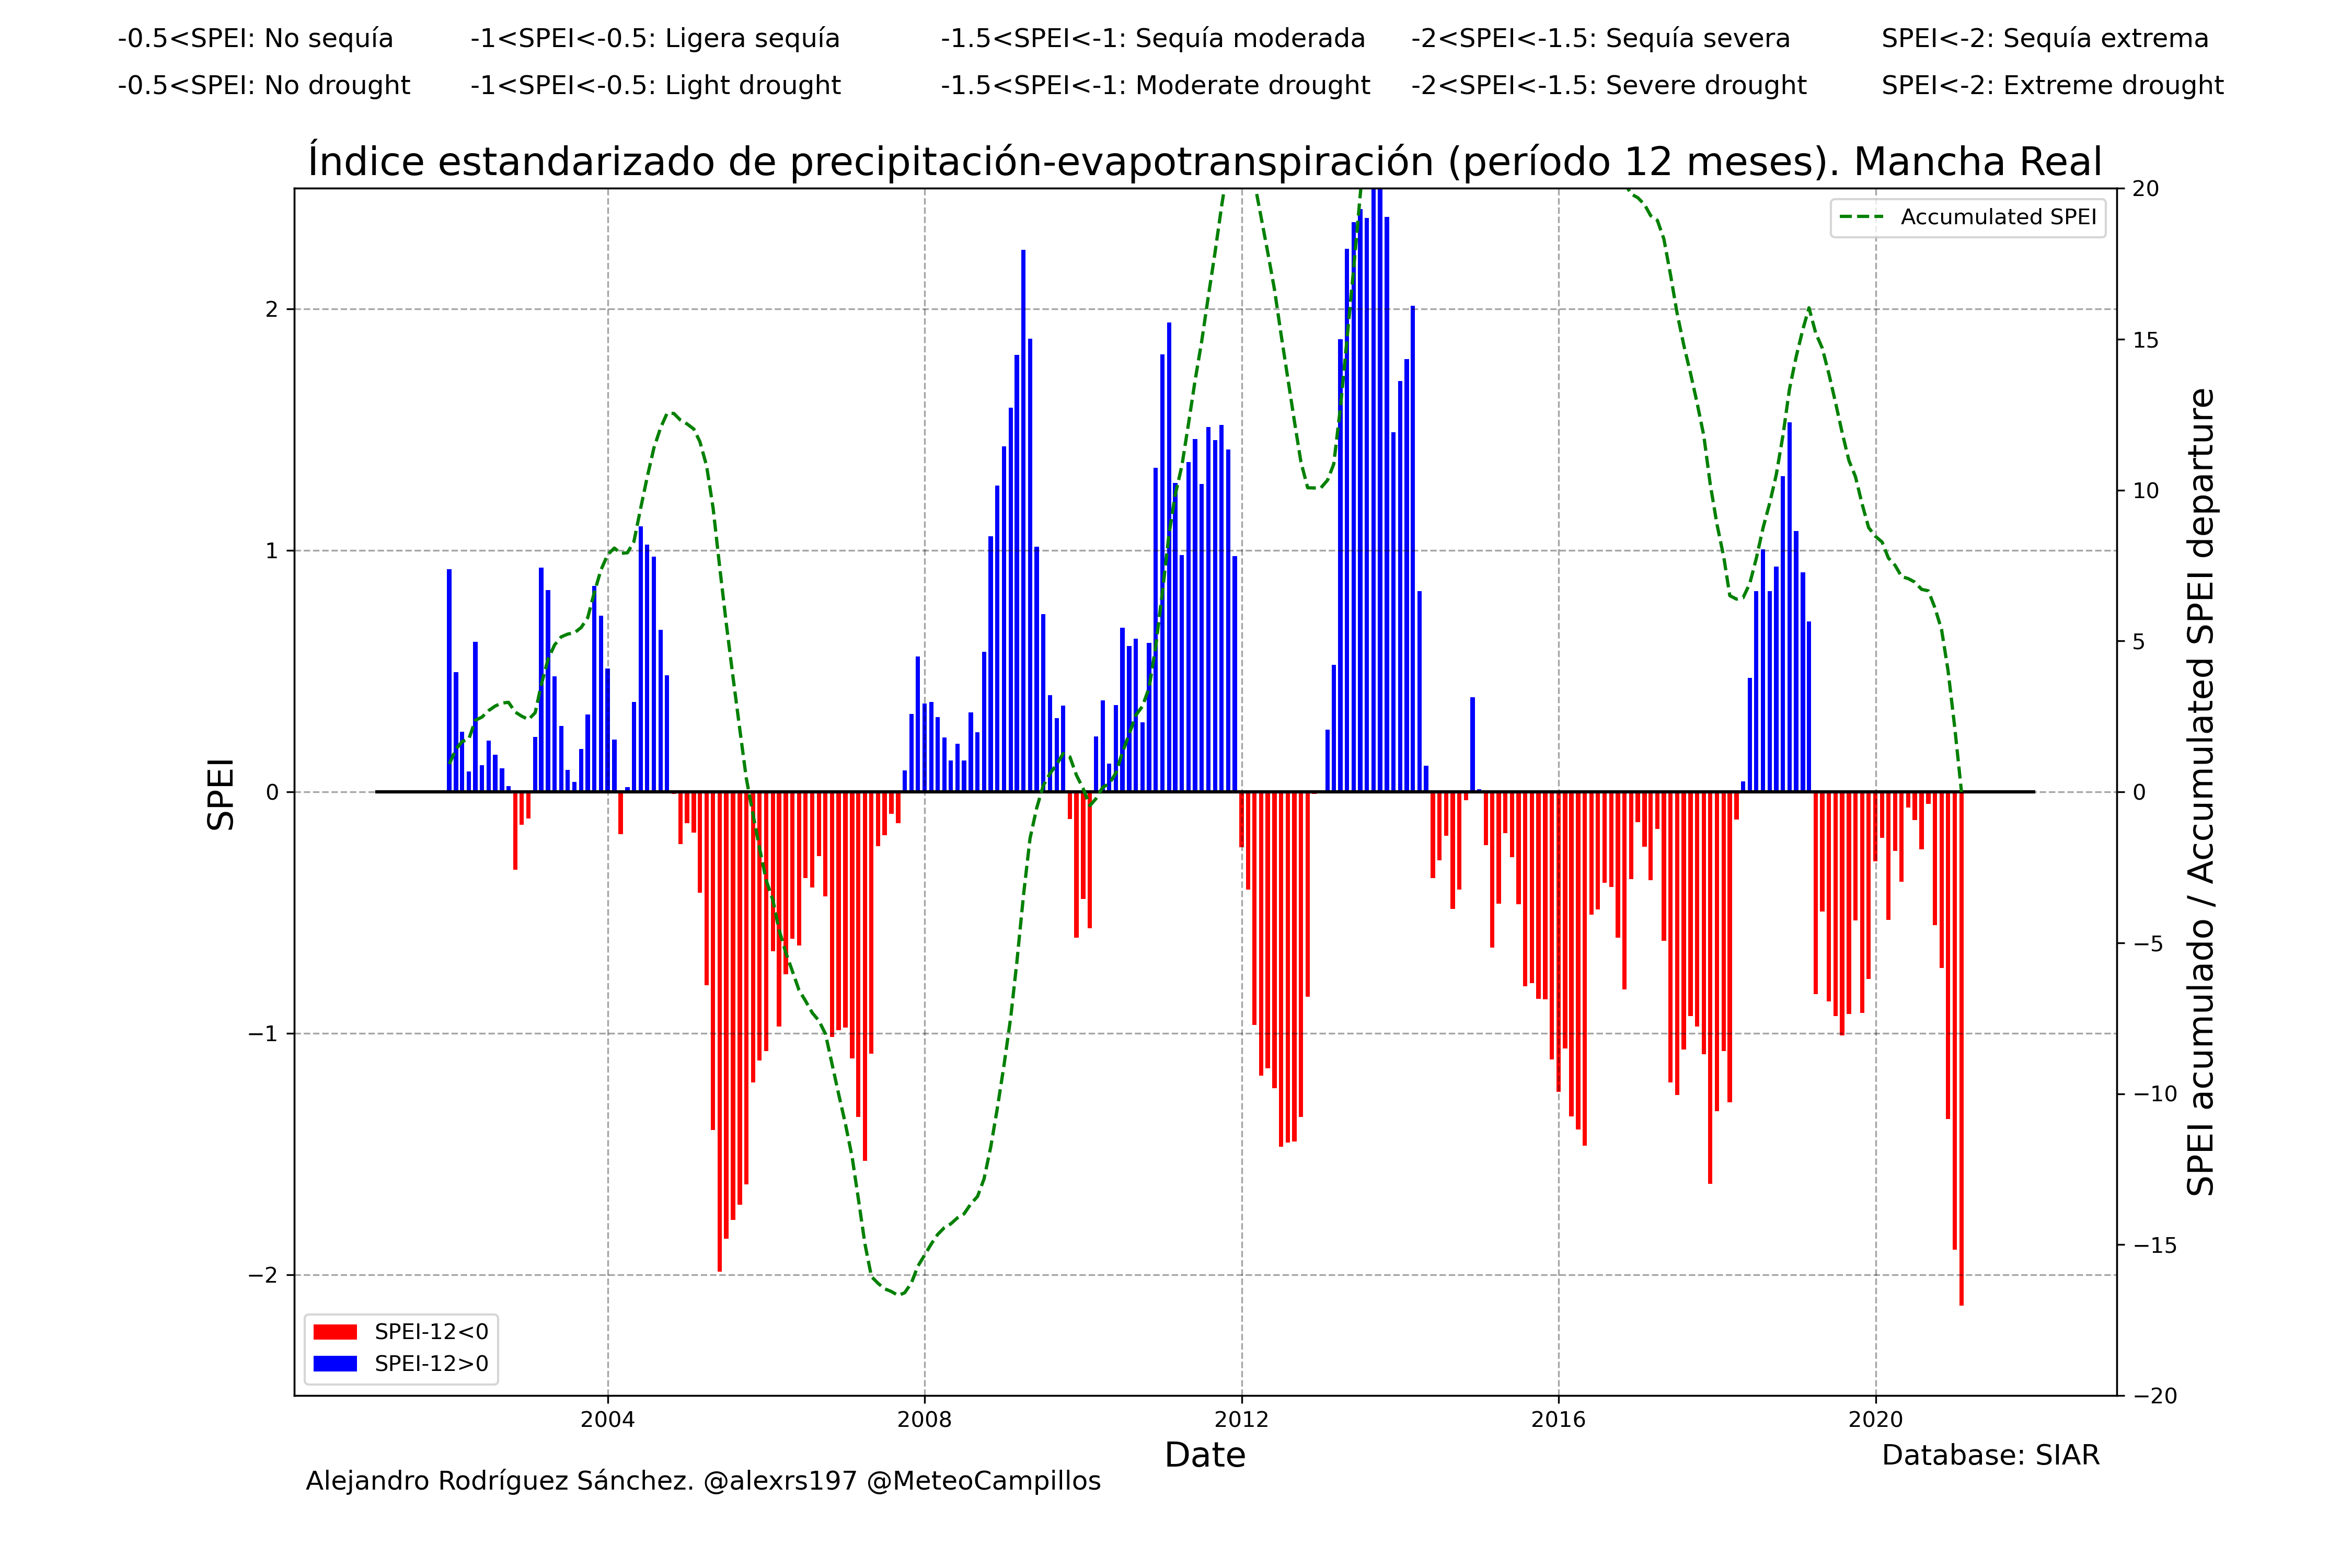 -0.5<SPEI: No sequía -1<SPEI<-0.5: Ligera sequía -1.5<SPEI<-1: Sequía moderada -2<SPEI<-1.5: Sequía severa SPEI<-2: Sequía extrema
-0.5<SPEI: No drought -1<SPEI<-0.5: Light drought -1.5<SPEI<-1: Moderate drought -2<SPEI<-1.5: Severe drought SPEI<-2: Extreme drought
Índice estandarizado de precipitación-evapotranspiración (período 12 meses). Mancha Real
Accumulated SPEI
SPEI
2
1
0
−1
−2
20
15
10
5
0
−5
−10
−15
−20
SPEI acumulado / Accumulated SPEI departure
SPEI-12<0
SPEI-12>0
2004 2008 2012 2016 2020
Date
Database: SIAR
Alejandro Rodríguez Sánchez. @alexrs197 @MeteoCampillos